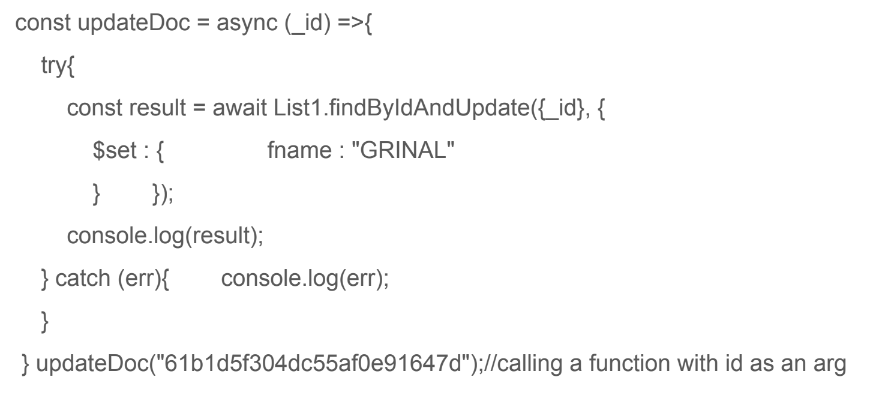 const updateDoc = async (_id) =>{
try{
const result = await List1.findByIdAndUpdate({_id}, {
$set : { fname : "GRINAL"
} });
console.log(result);
} catch (err){ console.log(err);
}
} updateDoc("61b1d5f304dc55af0e91647d");//calling a function with id as an arg